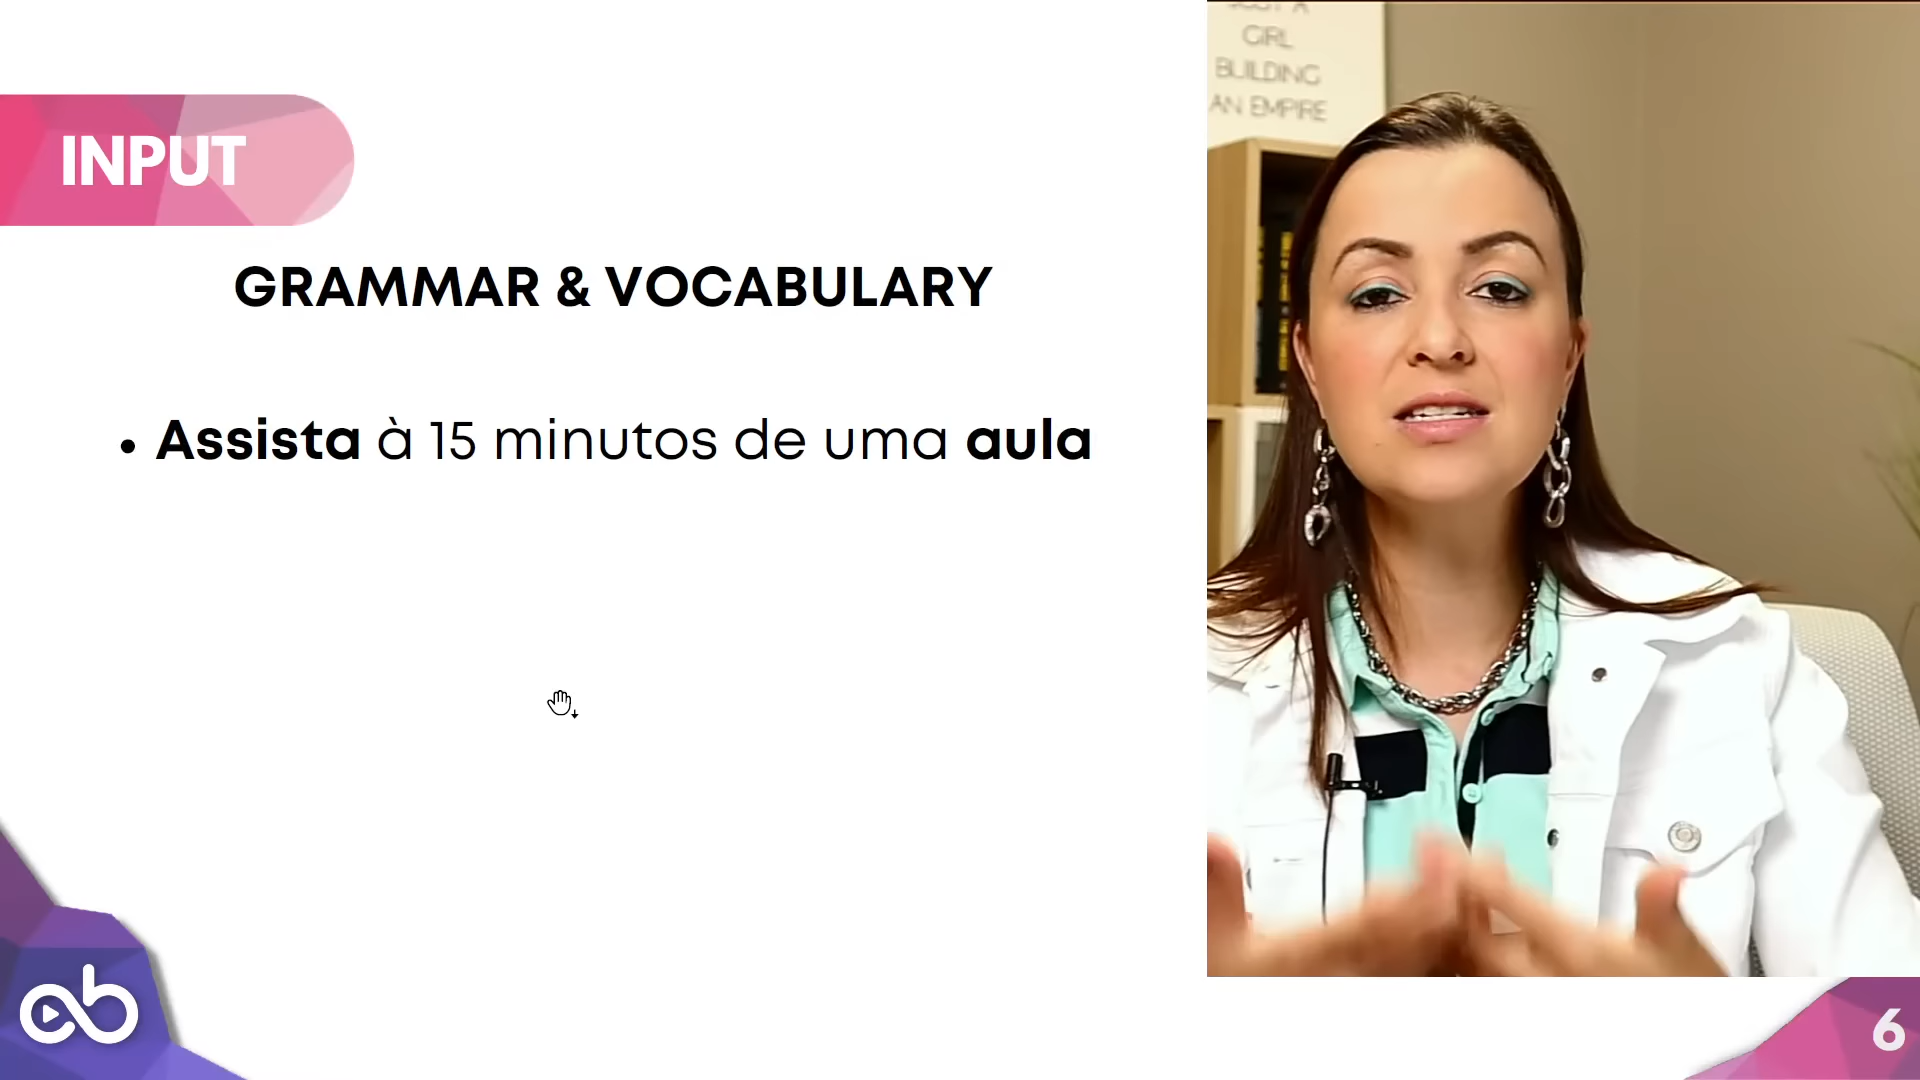 INPUT
GRAMMAR & VOCABULARY
• Assista à 15 minutos de uma aula
GIRL
BUILDING
AN EMPIRE
6